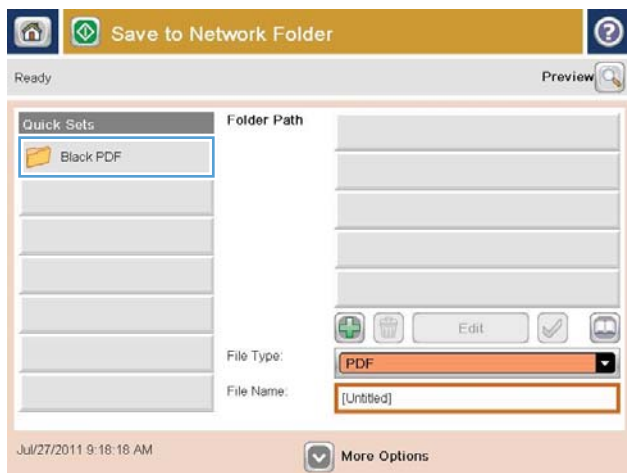 Save to Network Folder
?
Ready
Preview
Quick Sets
Folder Path
Black PDF
Edit
File Type:
PDF
File Name:
[Untitled]
Jul/27/2011 9:18:18 AM
More Options